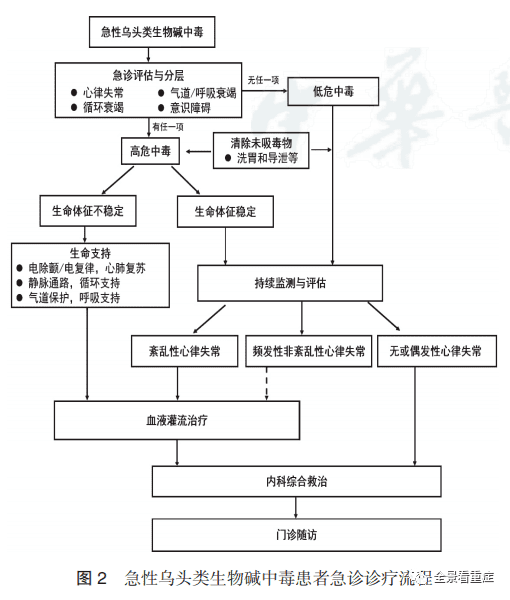 急性乌头类生物碱中毒
急诊评估与分层
● 心律失常
● 气道/呼吸衰竭
● 循环衰竭
● 意识障碍
无任一项
低危中毒
有任一项
高危中毒
清除未吸毒物
● 洗胃和导泄等
生命体征不稳定
生命体征稳定
生命支持
● 电除颤/电复律，心肺复苏
● 静脉通路，循环支持
● 气道保护，呼吸支持
持续监测与评估
紊乱性心律失常
频发性非紊乱性心律失常
无或偶发性心律失常
血液灌流治疗
内科综合救治
门诊随访
图 2 急性乌头类生物碱中毒患者急诊诊疗流程
全景看重症